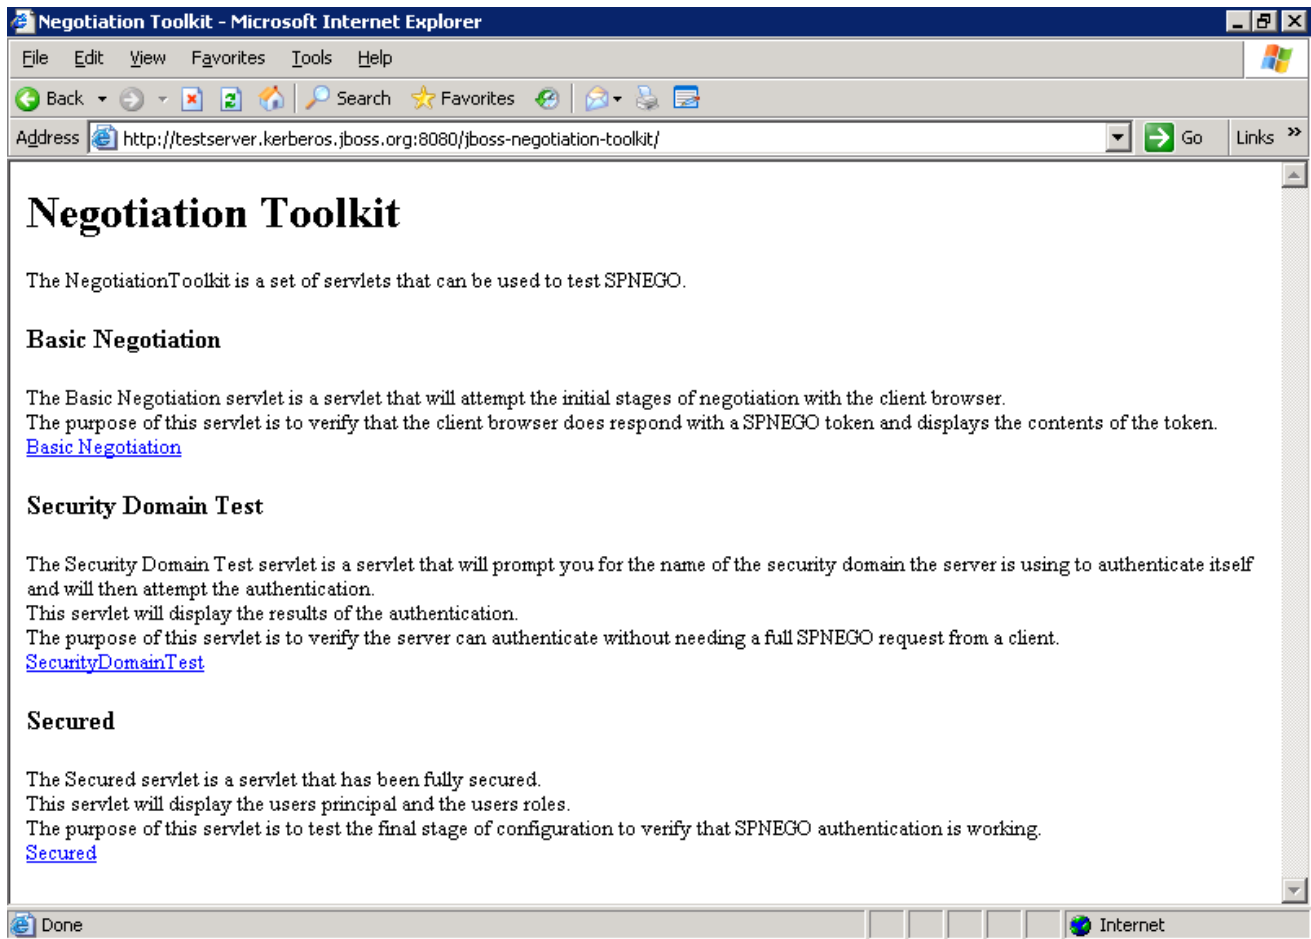 Negotiation Toolkit - Microsoft Internet Explorer
File Edit View Favorites Tools Help
Back Search Favorites
Address http://testserver.kerberos.jboss.org:8080/jboss-negotiation-toolkit/ Go Links »
Negotiation Toolkit
The NegotiationToolkit is a set of servlets that can be used to test SPNEGO.
Basic Negotiation
The Basic Negotiation servlet is a servlet that will attempt the initial stages of negotiation with the client browser.
The purpose of this servlet is to verify that the client browser does respond with a SPNEGO token and displays the contents of the token.
Basic Negotiation
Security Domain Test
The Security Domain Test servlet is a servlet that will prompt you for the name of the security domain the server is using to authenticate itself
and will then attempt the authentication.
This servlet will display the results of the authentication.
The purpose of this servlet is to verify the server can authenticate without needing a full SPNEGO request from a client.
SecurityDomainTest
Secured
The Secured servlet is a servlet that has been fully secured.
This servlet will display the users principal and the users roles.
The purpose of this servlet is to test the final stage of configuration to verify that SPNEGO authentication is working.
Secured
Done Internet